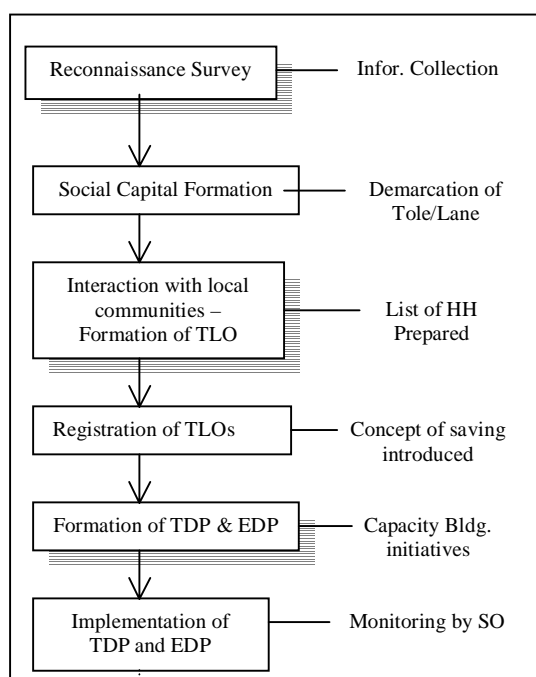 Reconnaissance Survey
Infor. Collection
Social Capital Formation
Demarcation of
Tole/Lane
Interaction with local
communities –
Formation of TLO
List of HH
Prepared
Registration of TLOs
Concept of saving
introduced
Formation of TDP & EDP
Capacity Bldg.
initiatives
Implementation of
TDP and EDP
Monitoring by SO